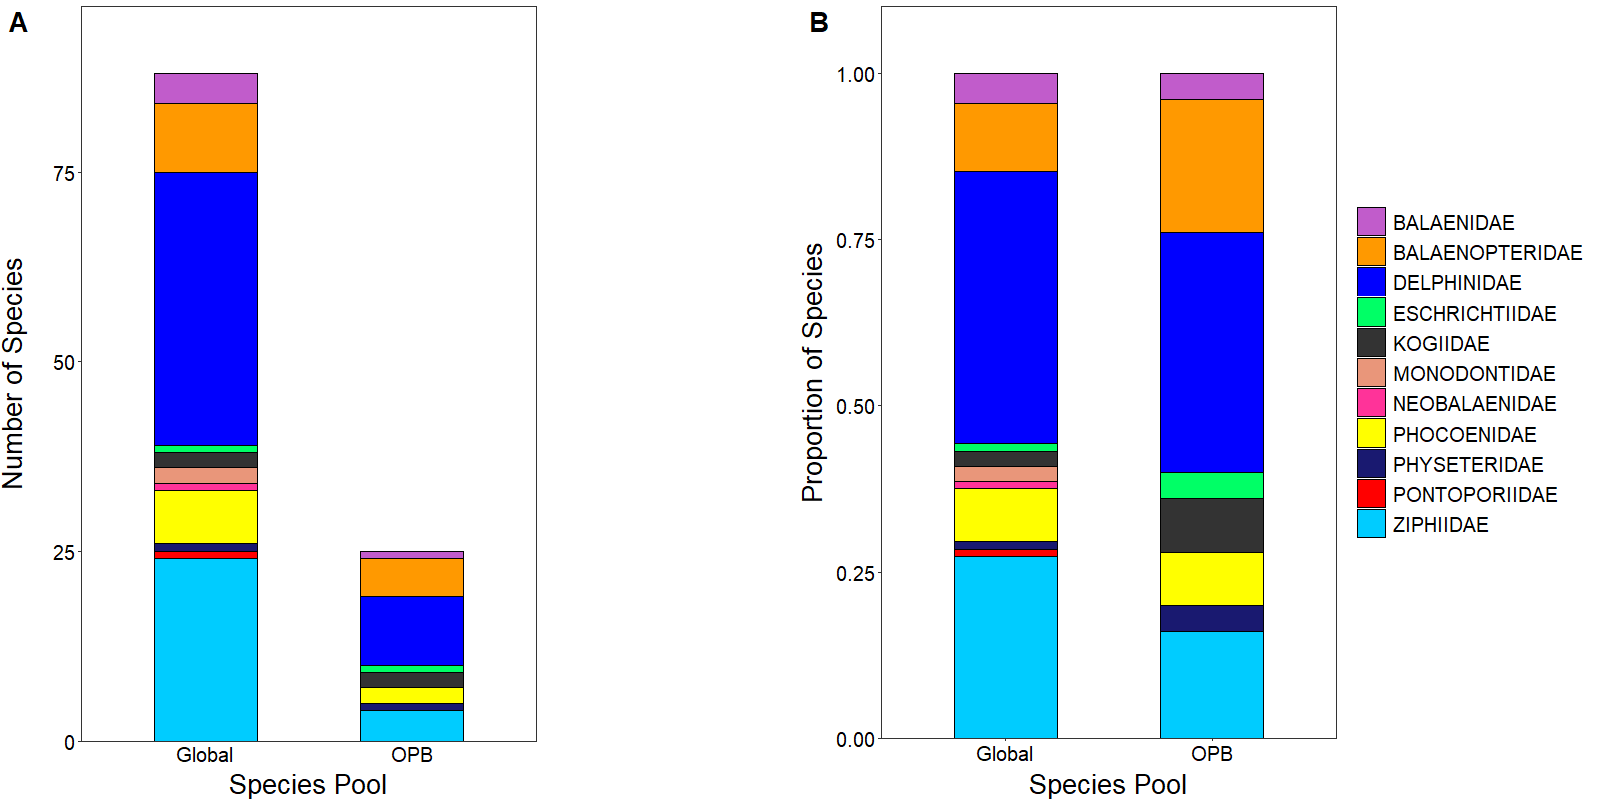 A
Number of Species
75
50
25
0
Global
OPB
Species Pool
B
Proportion of Species
1.00
0.75
0.50
0.25
0.00
Global
OPB
Species Pool
BALAENIDAE
BALAENOPTERIDAE
DELPHINIDAE
ESCHRICHTIIDAE
KOGIIDAE
MONODONTIDAE
NEOBALAENIDAE
PHOCOENIDAE
PHYSETERIDAE
PONTOPORIIDAE
ZIPHIIDAE